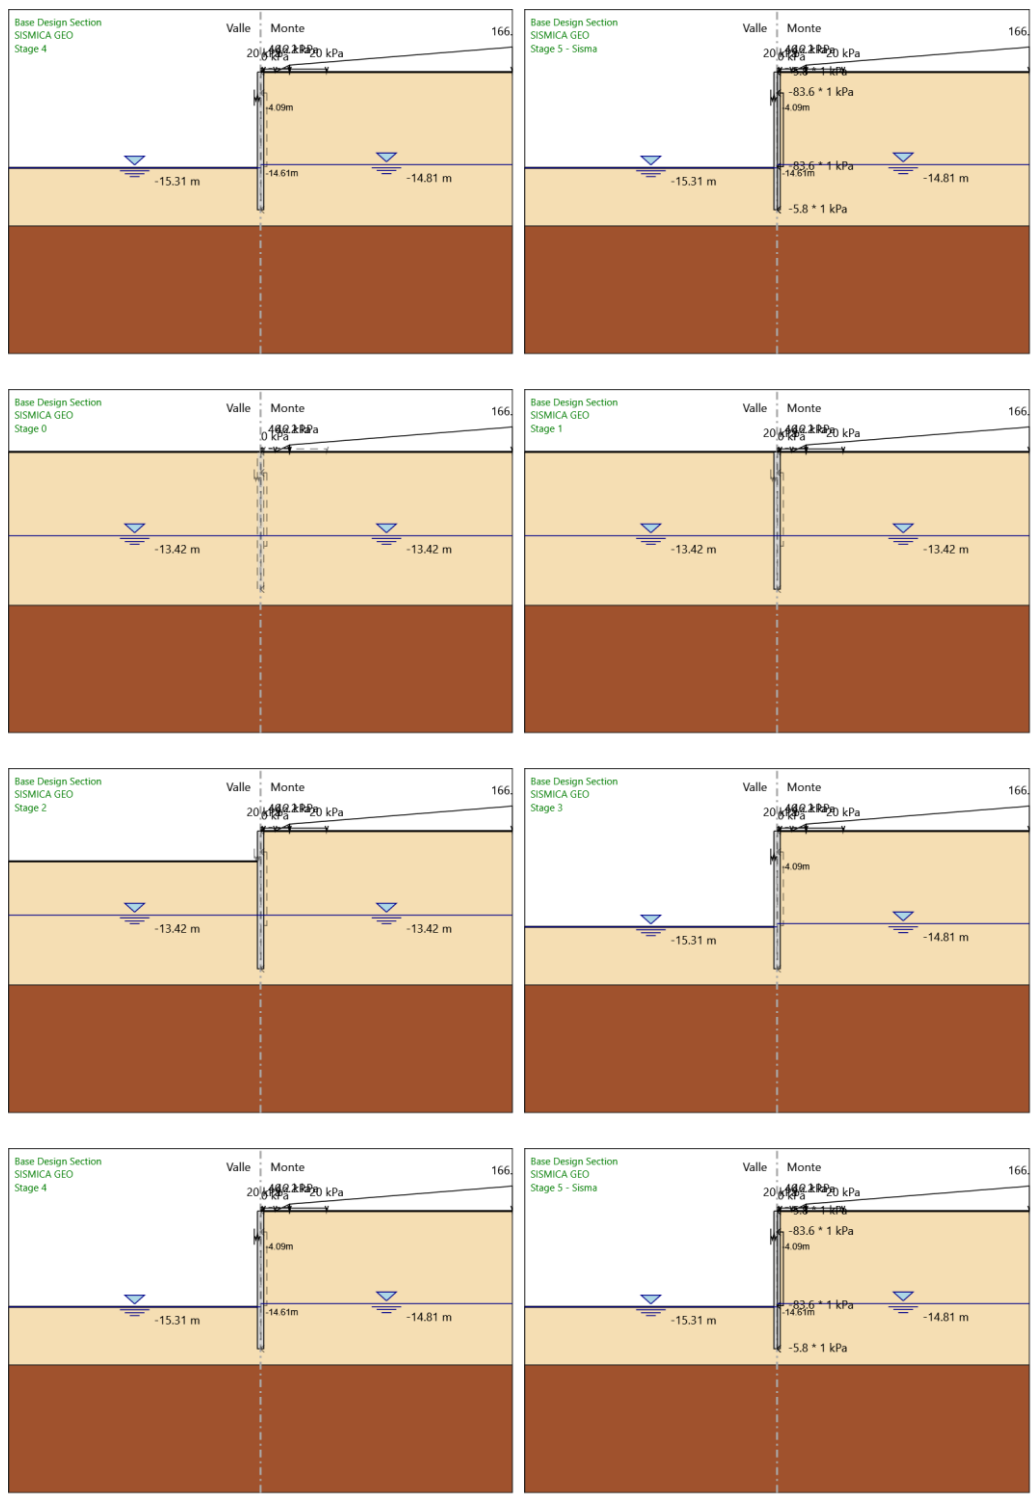 Base Design Section
SISMICA GEO
Stage 4
Valle Monte
166.
20 kPa
0 kPa
-4.09m
-14.61m
-15.31 m
-14.81 m
Base Design Section
SISMICA GEO
Stage 5 - Sisma
Valle Monte
166.
20 kPa
-5.8 * 1 kPa
-83.6 * 1 kPa
4.09m
-83.6 * 1 kPa
-14.61m
-15.31 m
-14.81 m
-5.8 * 1 kPa
Base Design Section
SISMICA GEO
Stage 0
Valle Monte
166.
0 kPa
-13.42 m
-13.42 m
Base Design Section
SISMICA GEO
Stage 1
Valle Monte
166.
20 kPa
-13.42 m
-13.42 m
Base Design Section
SISMICA GEO
Stage 2
Valle Monte
166.
20 kPa
-13.42 m
-13.42 m
Base Design Section
SISMICA GEO
Stage 3
Valle Monte
166.
20 kPa
-4.09m
-15.31 m
-14.81 m
Base Design Section
SISMICA GEO
Stage 4
Valle Monte
166.
20 kPa
-4.09m
-14.61m
-15.31 m
-14.81 m
Base Design Section
SISMICA GEO
Stage 5 - Sisma
Valle Monte
166.
20 kPa
-83.6 * 1 kPa
4.09m
-83.6 * 1 kPa
-14.61m
-15.31 m
-14.81 m
-5.8 * 1 kPa